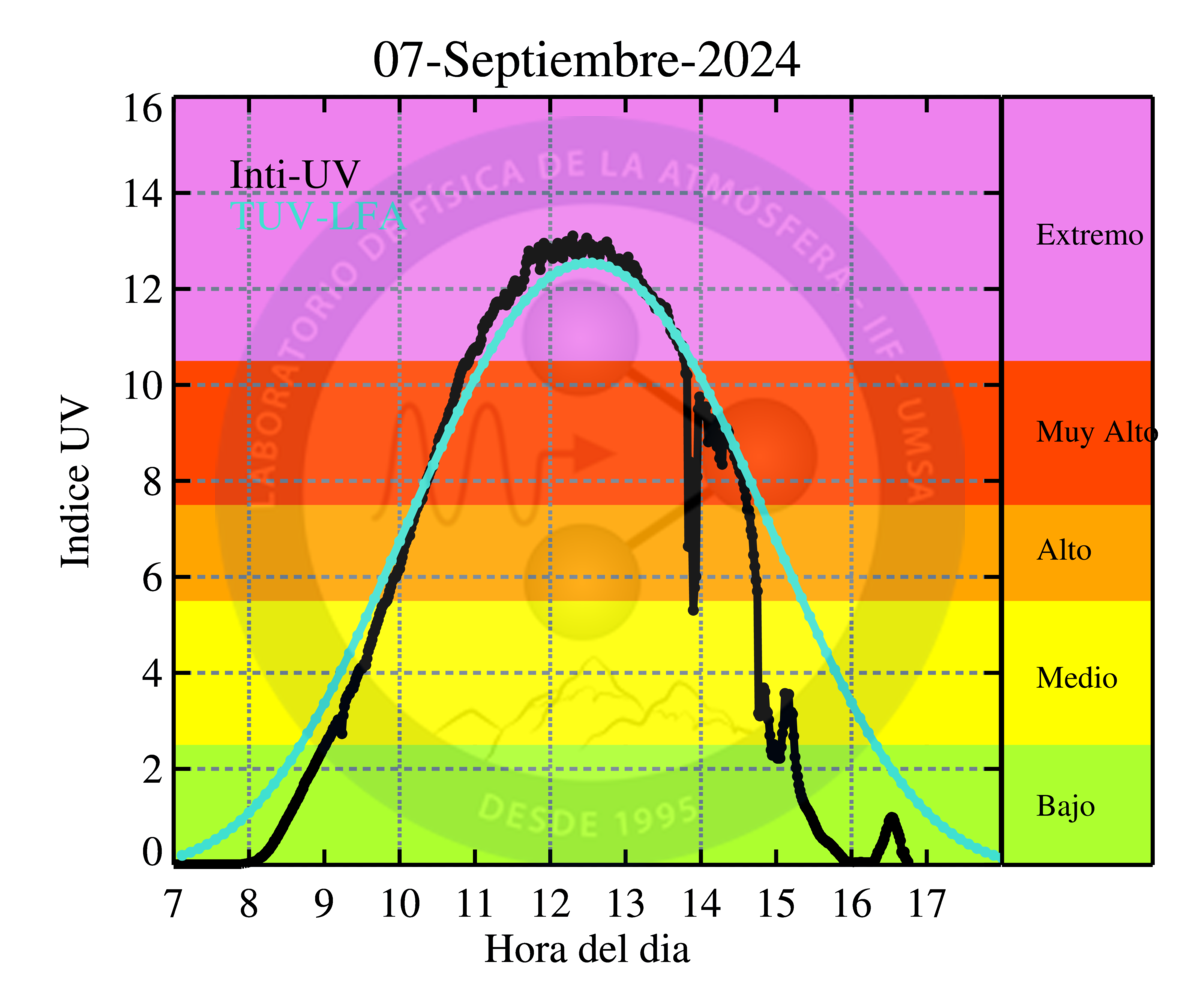 07-Septiembre-2024
16
14
12
10
8
6
4
2
0
Indice UV
Inti-UV
TUV-LFA
LABORATORIO DE FÍSICA DE LA ATMÓSFERA - IIF - UMSA
DESDE 1995
Extremo
Muy Alto
Alto
Medio
Bajo
7 8 9 10 11 12 13 14 15 16 17
Hora del dia